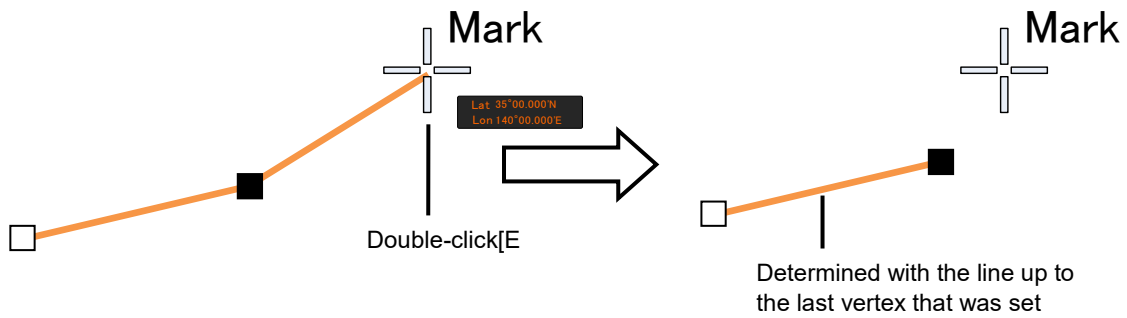 Mark
Lat 35°00.000'N
Lon 140°00.000'E
Double-click[E
Mark
Determined with the line up to
the last vertex that was set